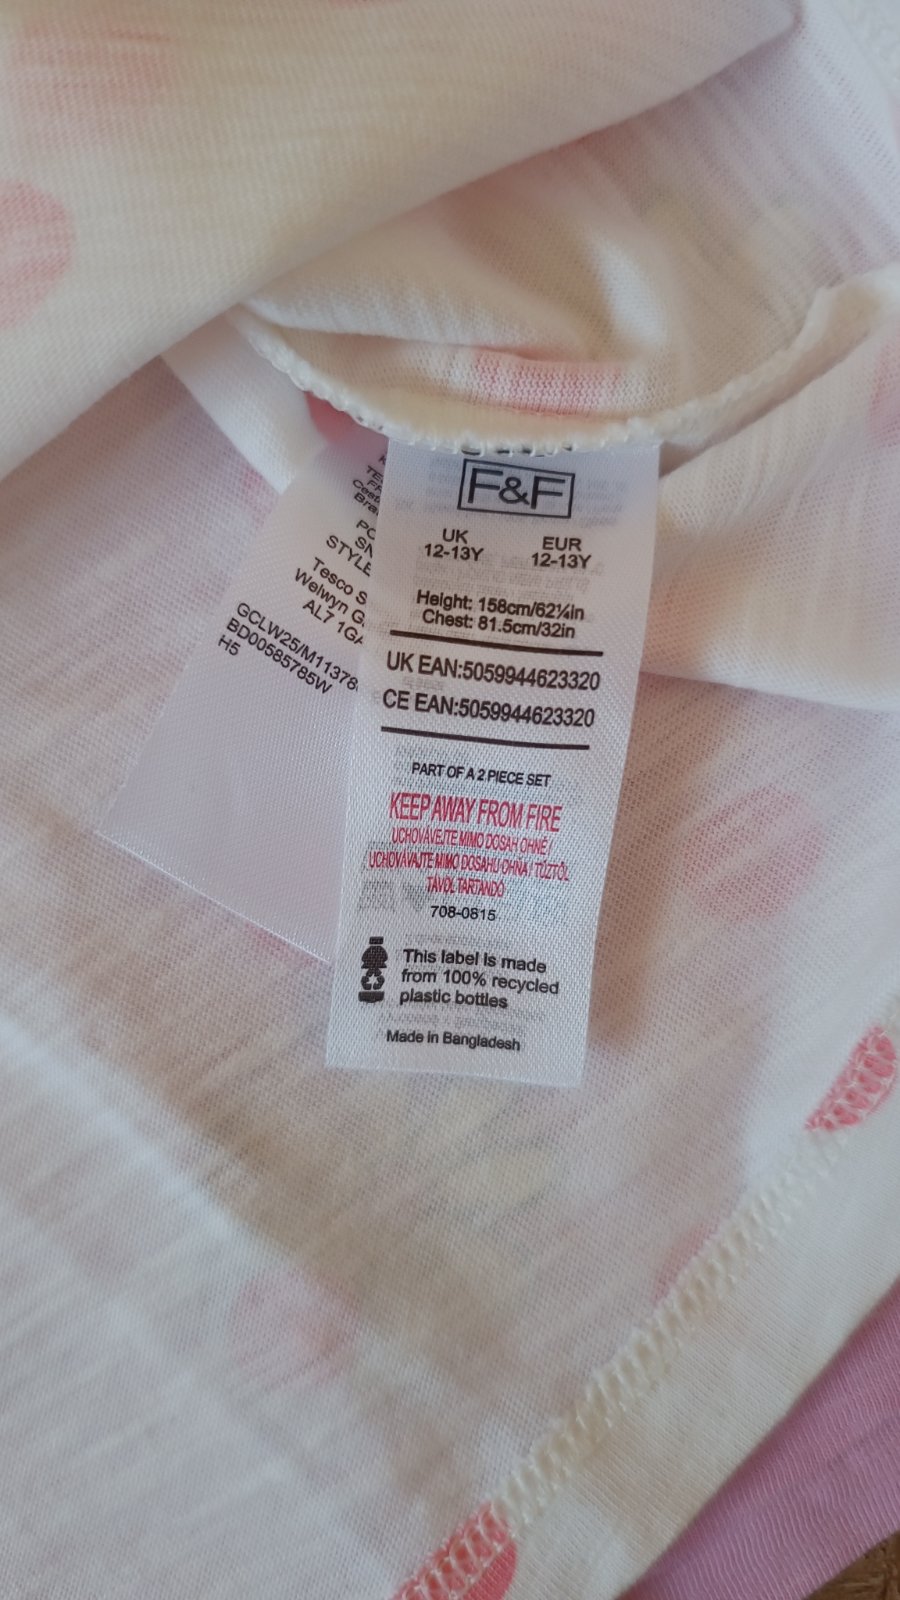 F&F
UK EUR
12-13Y 12-13Y
Height: 158cm/62¼in
Chest: 81.5cm/32in
UK EAN:5059944623320
CE EAN:5059944623320
PART OF A 2 PIECE SET
KEEP AWAY FROM FIRE
UCHOVÁVEJTE MIMO DOSAH OHNĚ /
UCHOVÁVAJTE MIMO DOSAHU OHŇA / TŰZTŐL
TÁVOL TARTANDÓ
708-0815
This label is made
from 100% recycled
plastic bottles
Made in Bangladesh
STYLE
Tesco S
Welwyn G
AL7 1GA
GCLW25/M11378
BD00585785W
H5